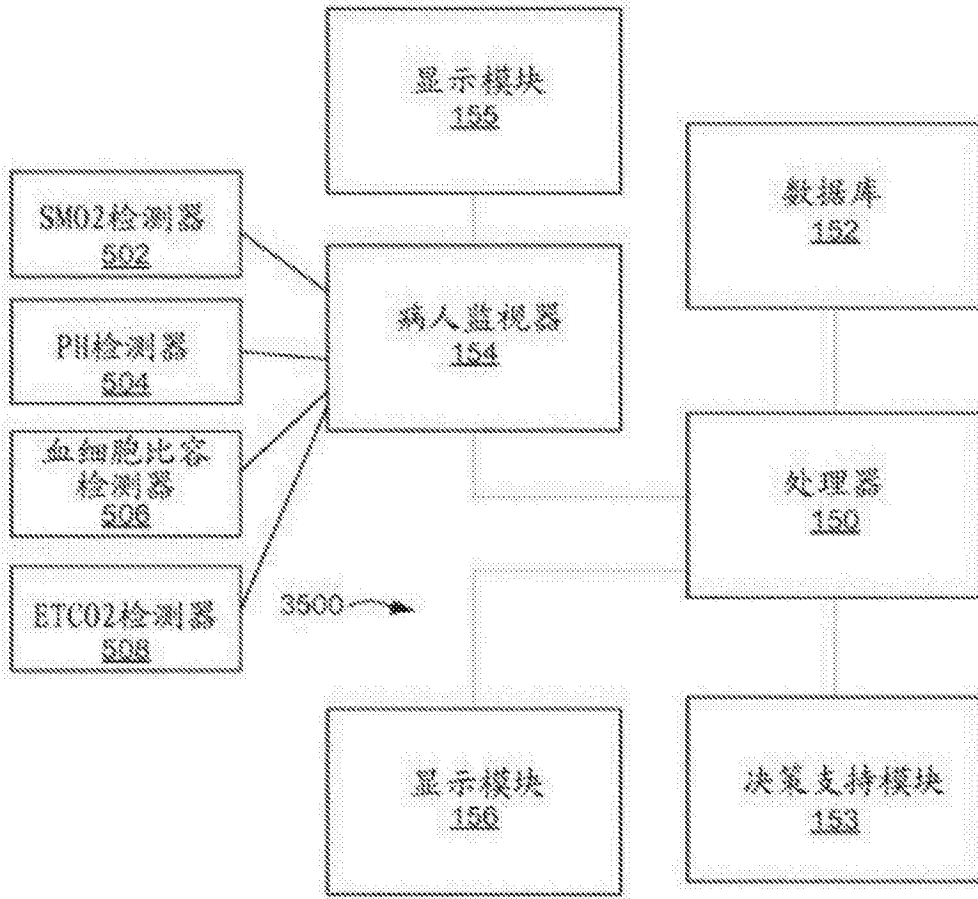 显示模块
155
数据库
152
SMO2检测器
502
病人监视器
154
PH检测器
504
血细胞比容
检测器
506
处理器
150
ETCO2检测器
508
3500
显示模块
156
决策支持模块
153